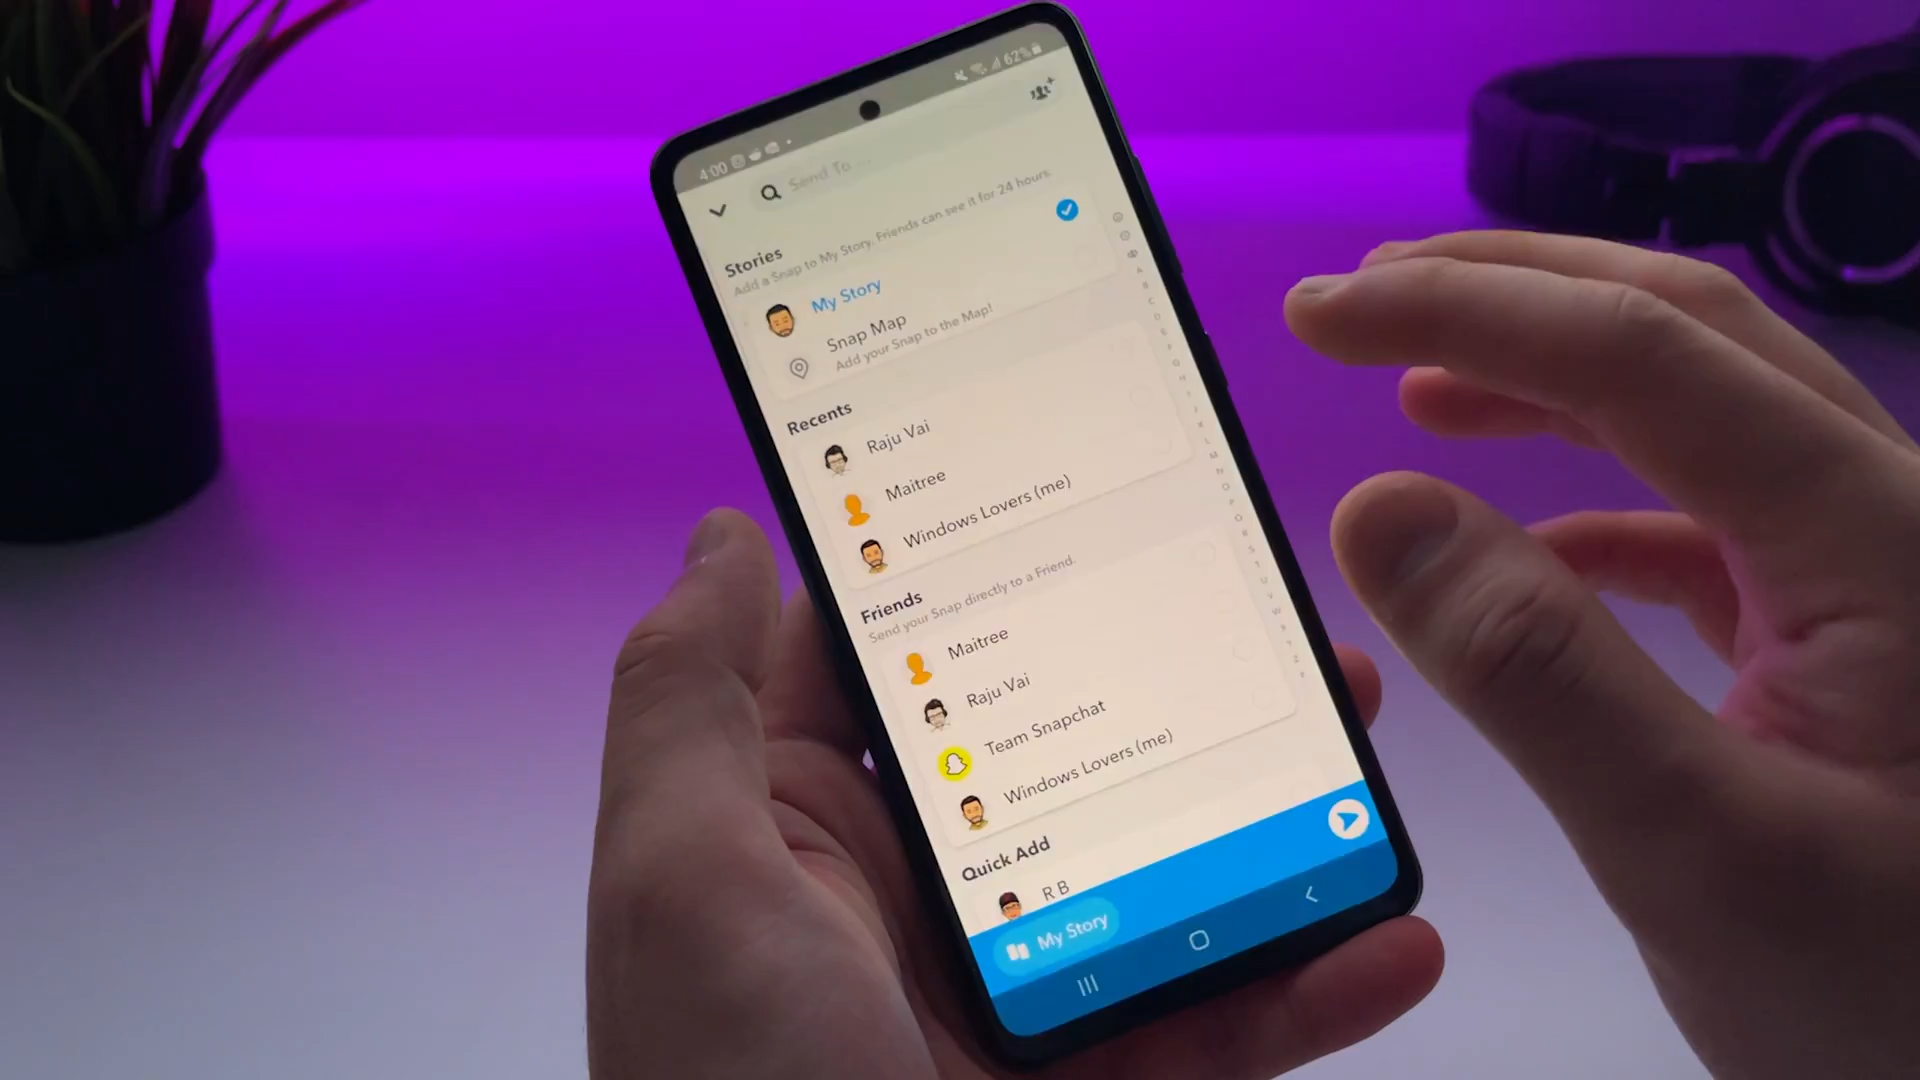 4:00
62%
Send To ...
Stories
Add a Snap to My Story. Friends can see it for 24 hours.
My Story
Snap Map
Add your Snap to the Map!
Recents
Raju Vai
Maitree
Windows Lovers (me)
Friends
Send your Snap directly to a Friend.
Maitree
Raju Vai
Team Snapchat
Windows Lovers (me)
Quick Add
R B
My Story